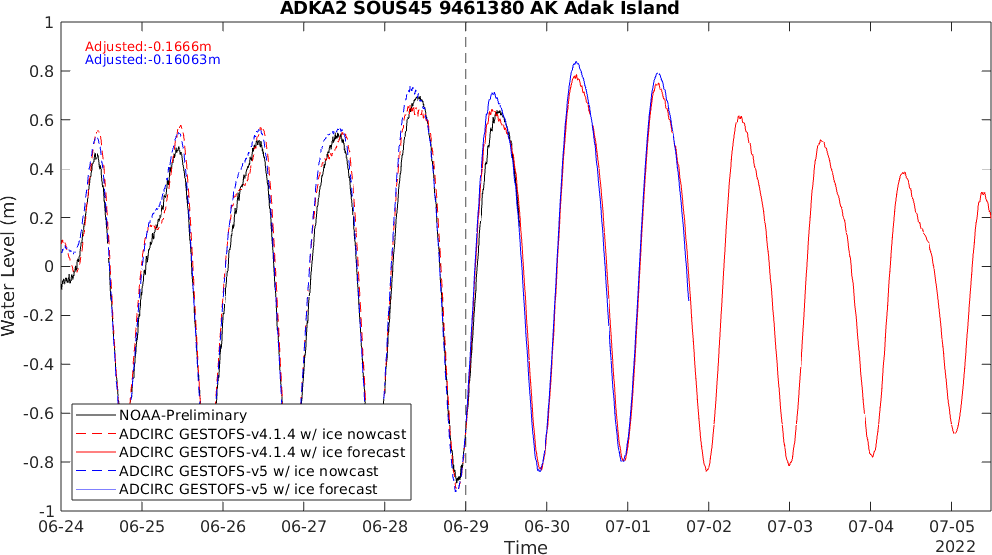 ADKA2 SOUS45 9461380 AK Adak Island
Adjusted:-0.1666m
Adjusted:-0.16063m
Water Level (m)
1
0.8
0.6
0.4
0.2
0
-0.2
-0.4
-0.6
-0.8
-1
NOAA-Preliminary
ADCIRC GESTOFS-v4.1.4 w/ ice nowcast
ADCIRC GESTOFS-v4.1.4 w/ ice forecast
ADCIRC GESTOFS-v5 w/ ice nowcast
ADCIRC GESTOFS-v5 w/ ice forecast
06-24 06-25 06-26 06-27 06-28 06-29 06-30 07-01 07-02 07-03 07-04 07-05
Time
2022